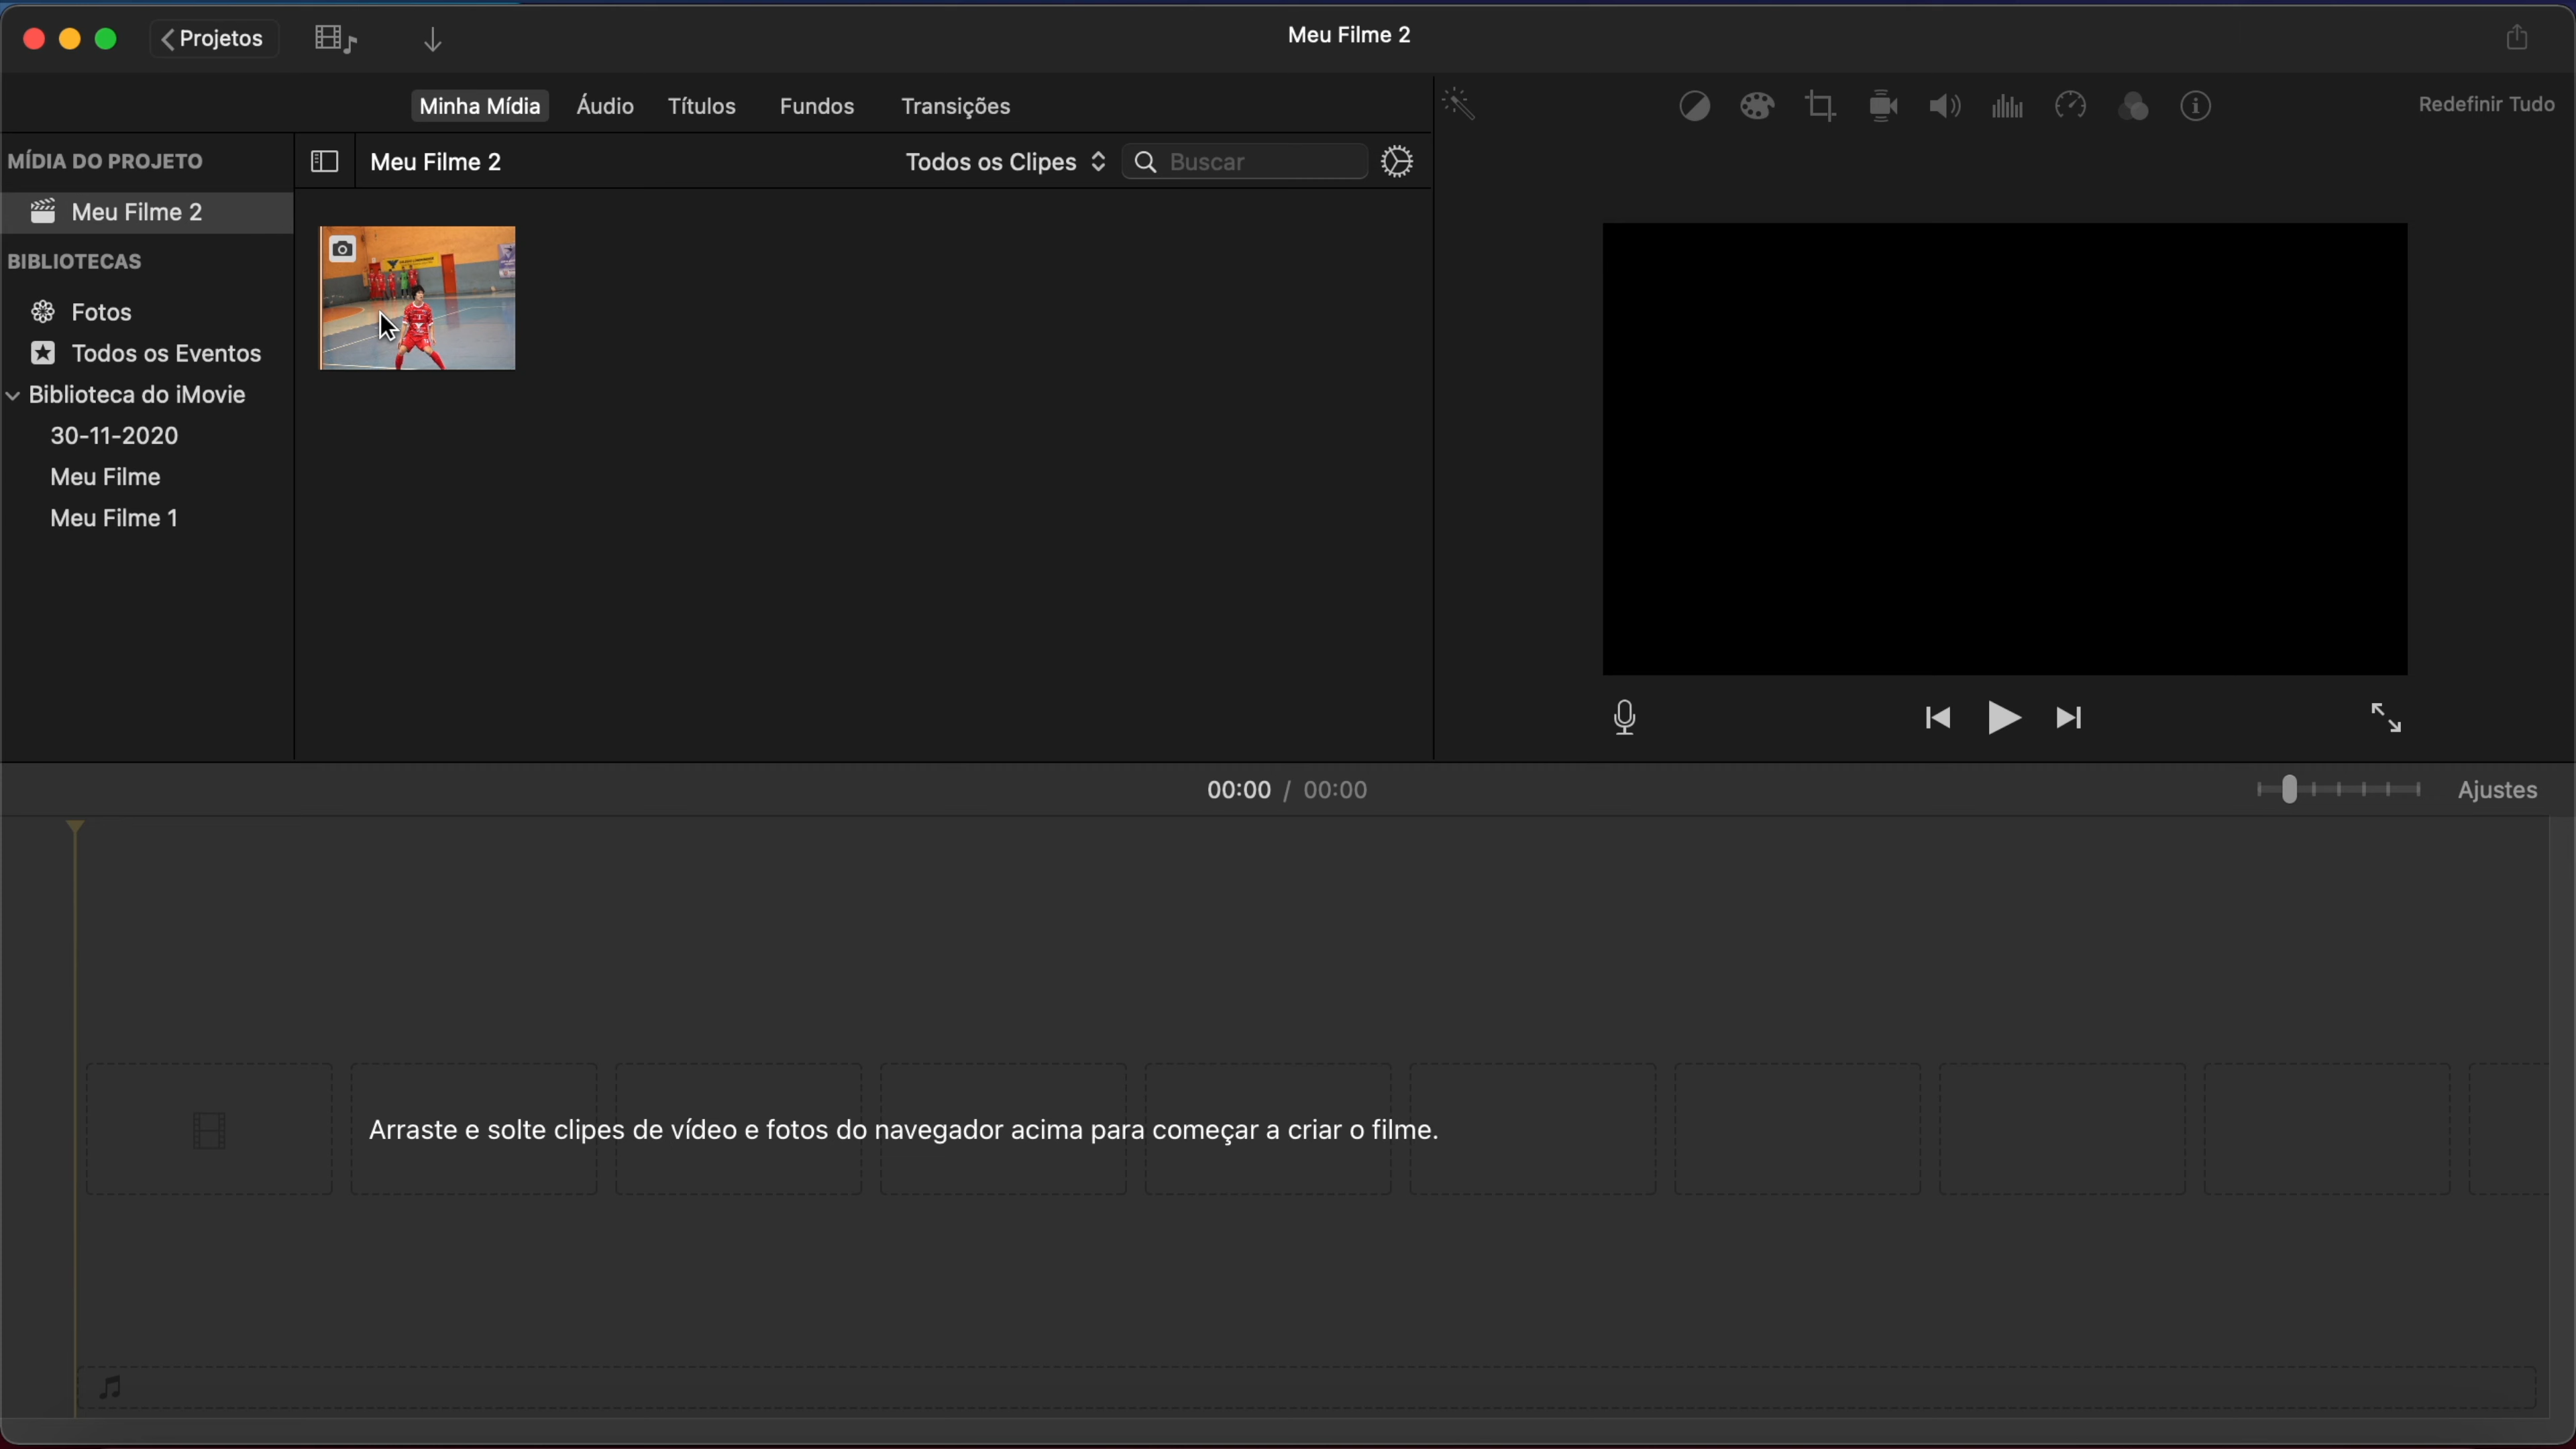 Projetos
Meu Filme 2
Minha Mídia
Áudio
Títulos
Fundos
Transições
Redefinir Tudo
MÍDIA DO PROJETO
Meu Filme 2
Todos os Clipes
Buscar
Meu Filme 2
BIBLIOTECAS
Fotos
Todos os Eventos
Biblioteca do iMovie
30-11-2020
Meu Filme
Meu Filme 1
00:00 / 00:00
Ajustes
Arraste e solte clipes de vídeo e fotos do navegador acima para começar a criar o filme.